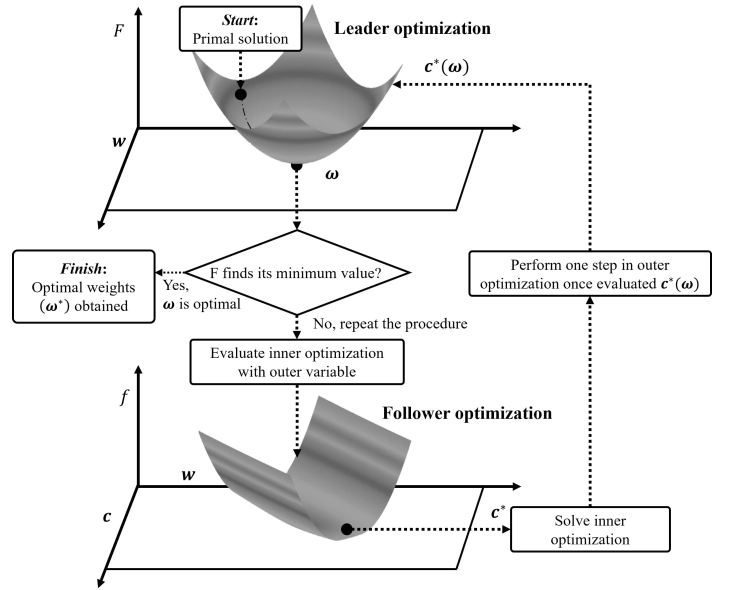 F
Start:
Primal solution
Leader optimization
c*(ω)
w
ω
F finds its minimum value?
Finish:
Optimal weights
(ω*) obtained
Yes,
ω is optimal
Perform one step in outer
optimization once evaluated c*(ω)
No, repeat the procedure
Evaluate inner optimization
with outer variable
f
Follower optimization
w
c
c*
Solve inner
optimization